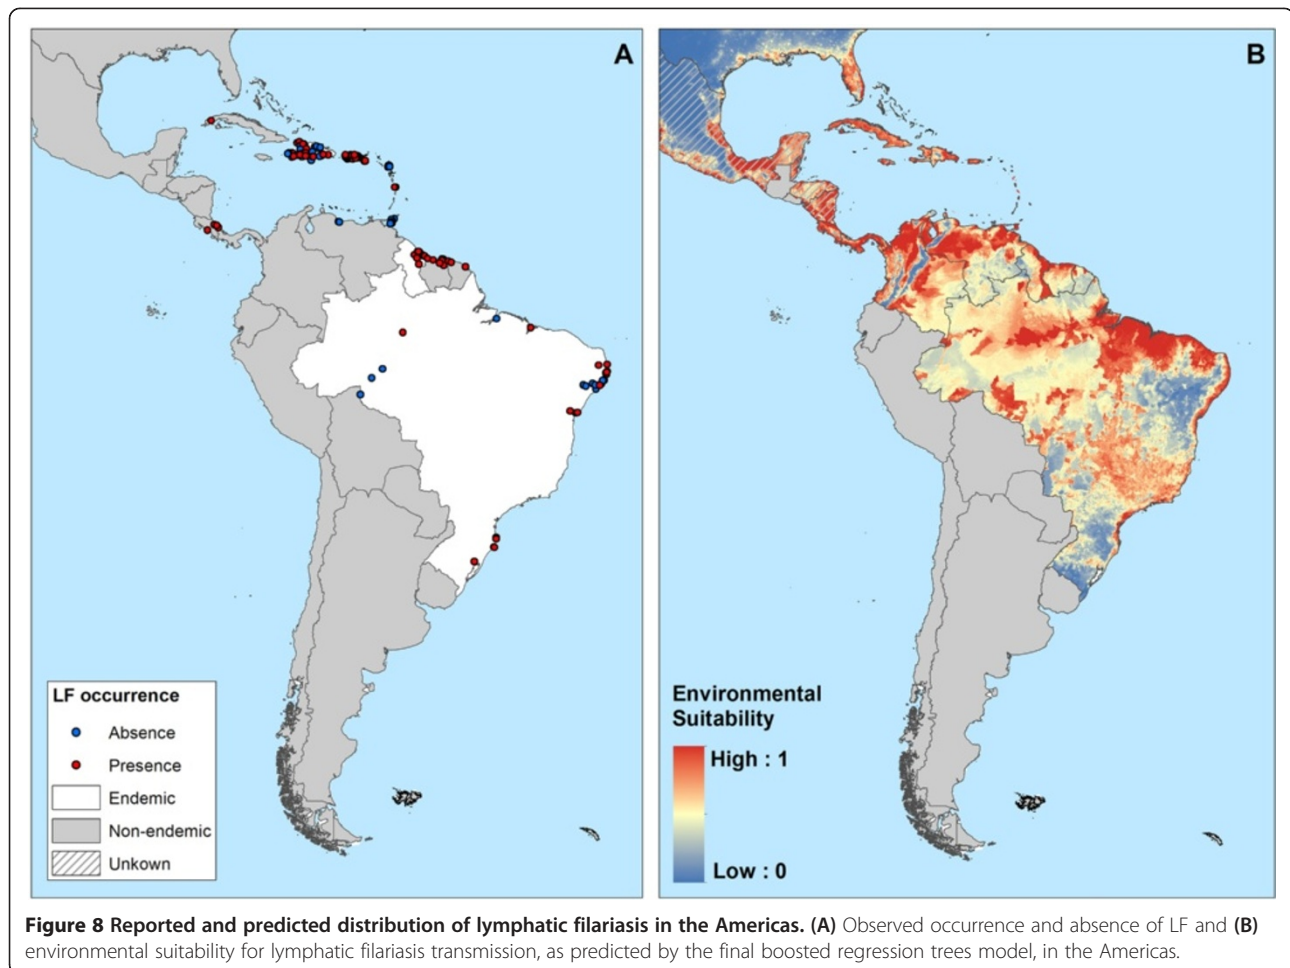 A
B
LF occurrence
Absence
Presence
Endemic
Non-endemic
Unkown
Environmental
Suitability
High : 1
Low : 0
Figure 8 Reported and predicted distribution of lymphatic filariasis in the Americas. (A) Observed occurrence and absence of LF and (B)
environmental suitability for lymphatic filariasis transmission, as predicted by the final boosted regression trees model, in the Americas.